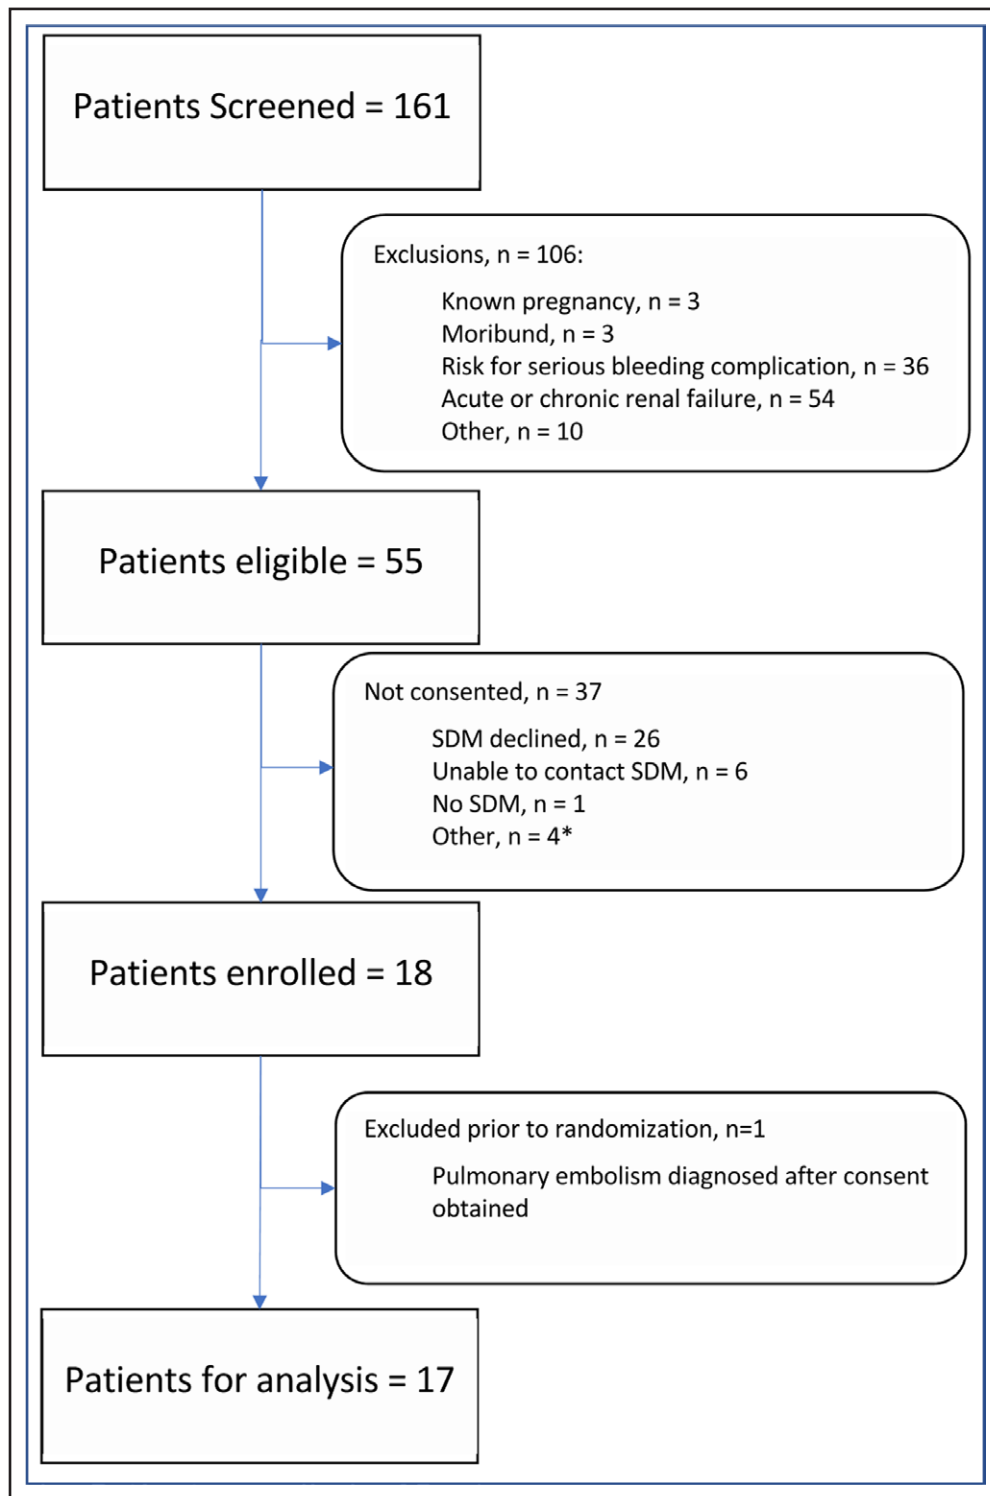 Patients Screened = 161
Exclusions, n = 106:
Known pregnancy, n = 3
Moribund, n = 3
Risk for serious bleeding complication, n = 36
Acute or chronic renal failure, n = 54
Other, n = 10
Patients eligible = 55
Not consented, n = 37
SDM declined, n = 26
Unable to contact SDM, n = 6
No SDM, n = 1
Other, n = 4*
Patients enrolled = 18
Excluded prior to randomization, n=1
Pulmonary embolism diagnosed after consent
obtained
Patients for analysis = 17